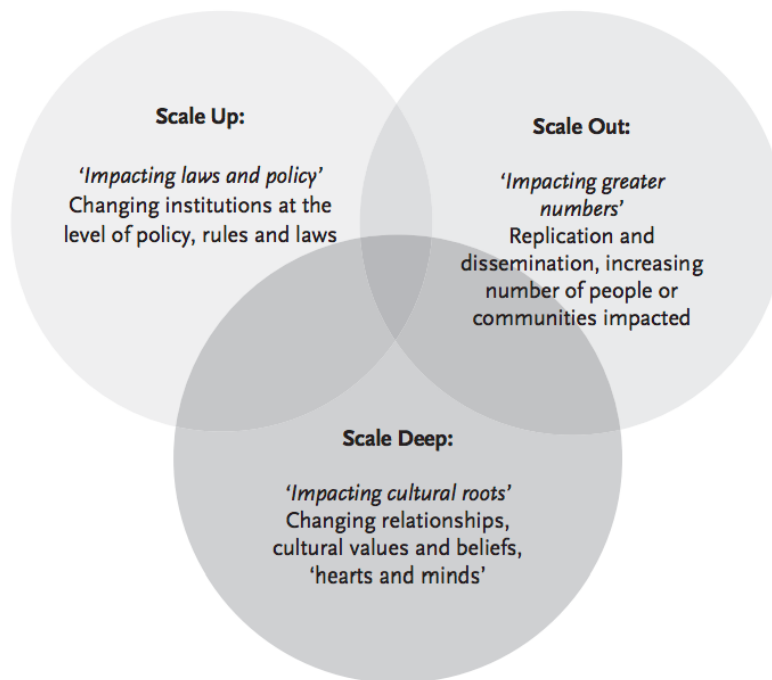 Scale Up:
‘Impacting laws and policy’
Changing institutions at the
level of policy, rules and laws
Scale Out:
‘Impacting greater
numbers’
Replication and
dissemination, increasing
number of people or
communities impacted
Scale Deep:
‘Impacting cultural roots’
Changing relationships,
cultural values and beliefs,
‘hearts and minds’